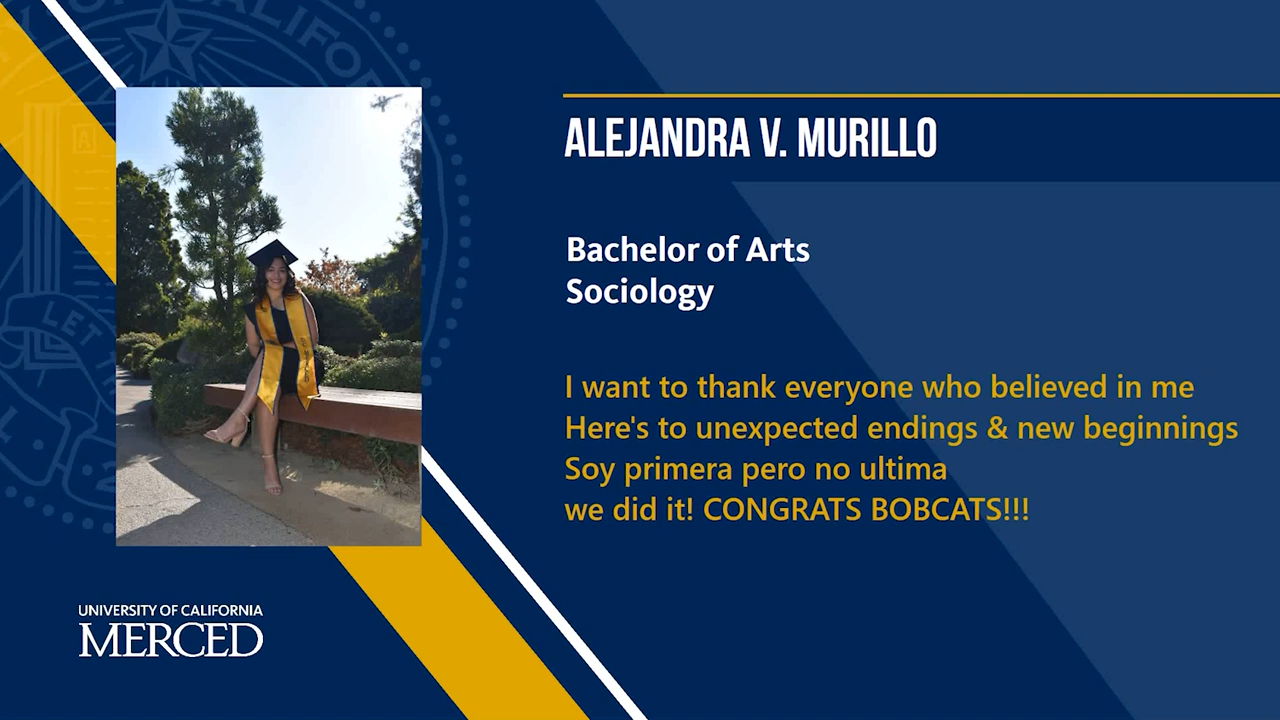 ALEJANDRA V. MURILLO
Bachelor of Arts
Sociology
I want to thank everyone who believed in me
Here's to unexpected endings & new beginnings
Soy primera pero no ultima
we did it! CONGRATS BOBCATS!!!
UNIVERSITY OF CALIFORNIA
MERCED